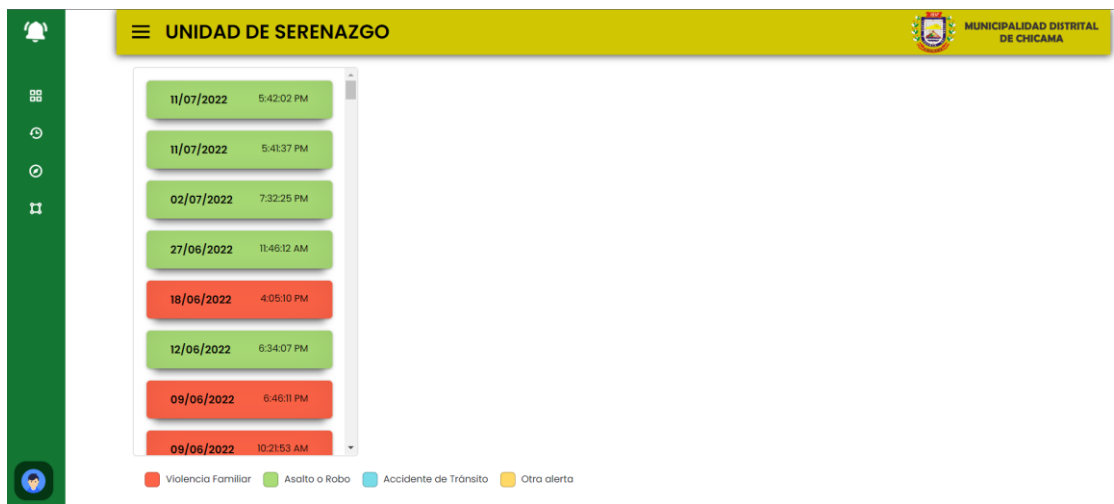 UNIDAD DE SERENAZGO
MUNICIPALIDAD DISTRITAL
DE CHICAMA
11/07/2022 5:42:02 PM
11/07/2022 5:41:37 PM
02/07/2022 7:32:25 PM
27/06/2022 11:46:12 AM
18/06/2022 4:05:10 PM
12/06/2022 6:34:07 PM
09/06/2022 6:46:11 PM
09/06/2022 10:21:53 AM
Violencia Familiar Asalto o Robo Accidente de Trànsito Otra alerta